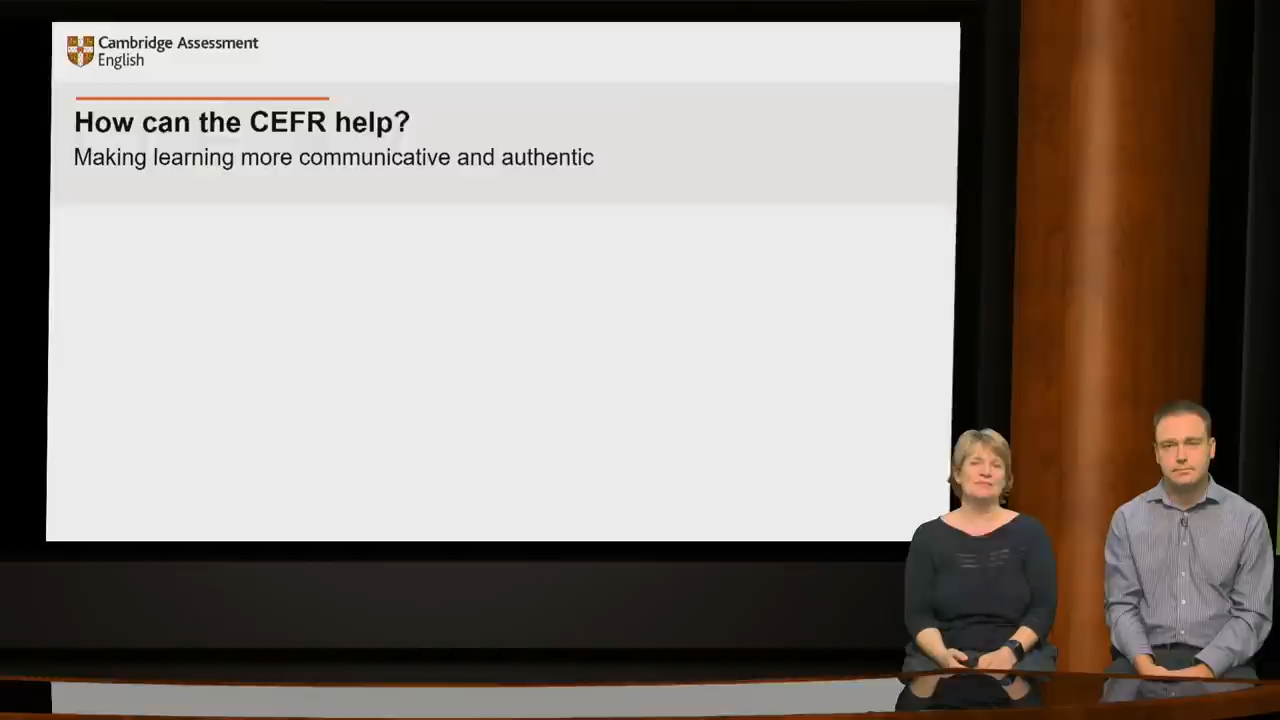 Cambridge Assessment
English
How can the CEFR help?
Making learning more communicative and authentic